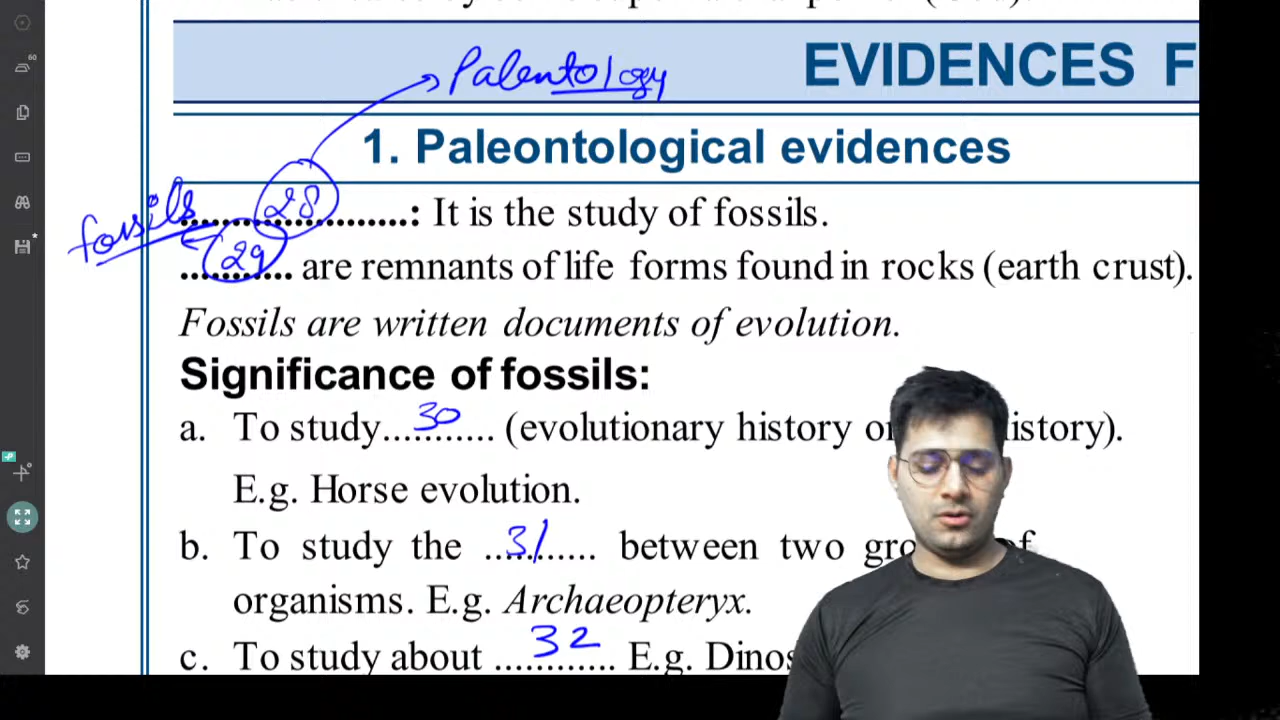 60
Palentology
EVIDENCES F
1. Paleontological evidences
fossils
28
......................: It is the study of fossils.
29
........... are remnants of life forms found in rocks (earth crust).
Fossils are written documents of evolution.
Significance of fossils:
30
a. To study........... (evolutionary history or istory).
E.g. Horse evolution.
31
b. To study the ........... between two gro of
organisms. E.g. Archaeopteryx.
32
c. To study about ............ E.g. Dinos